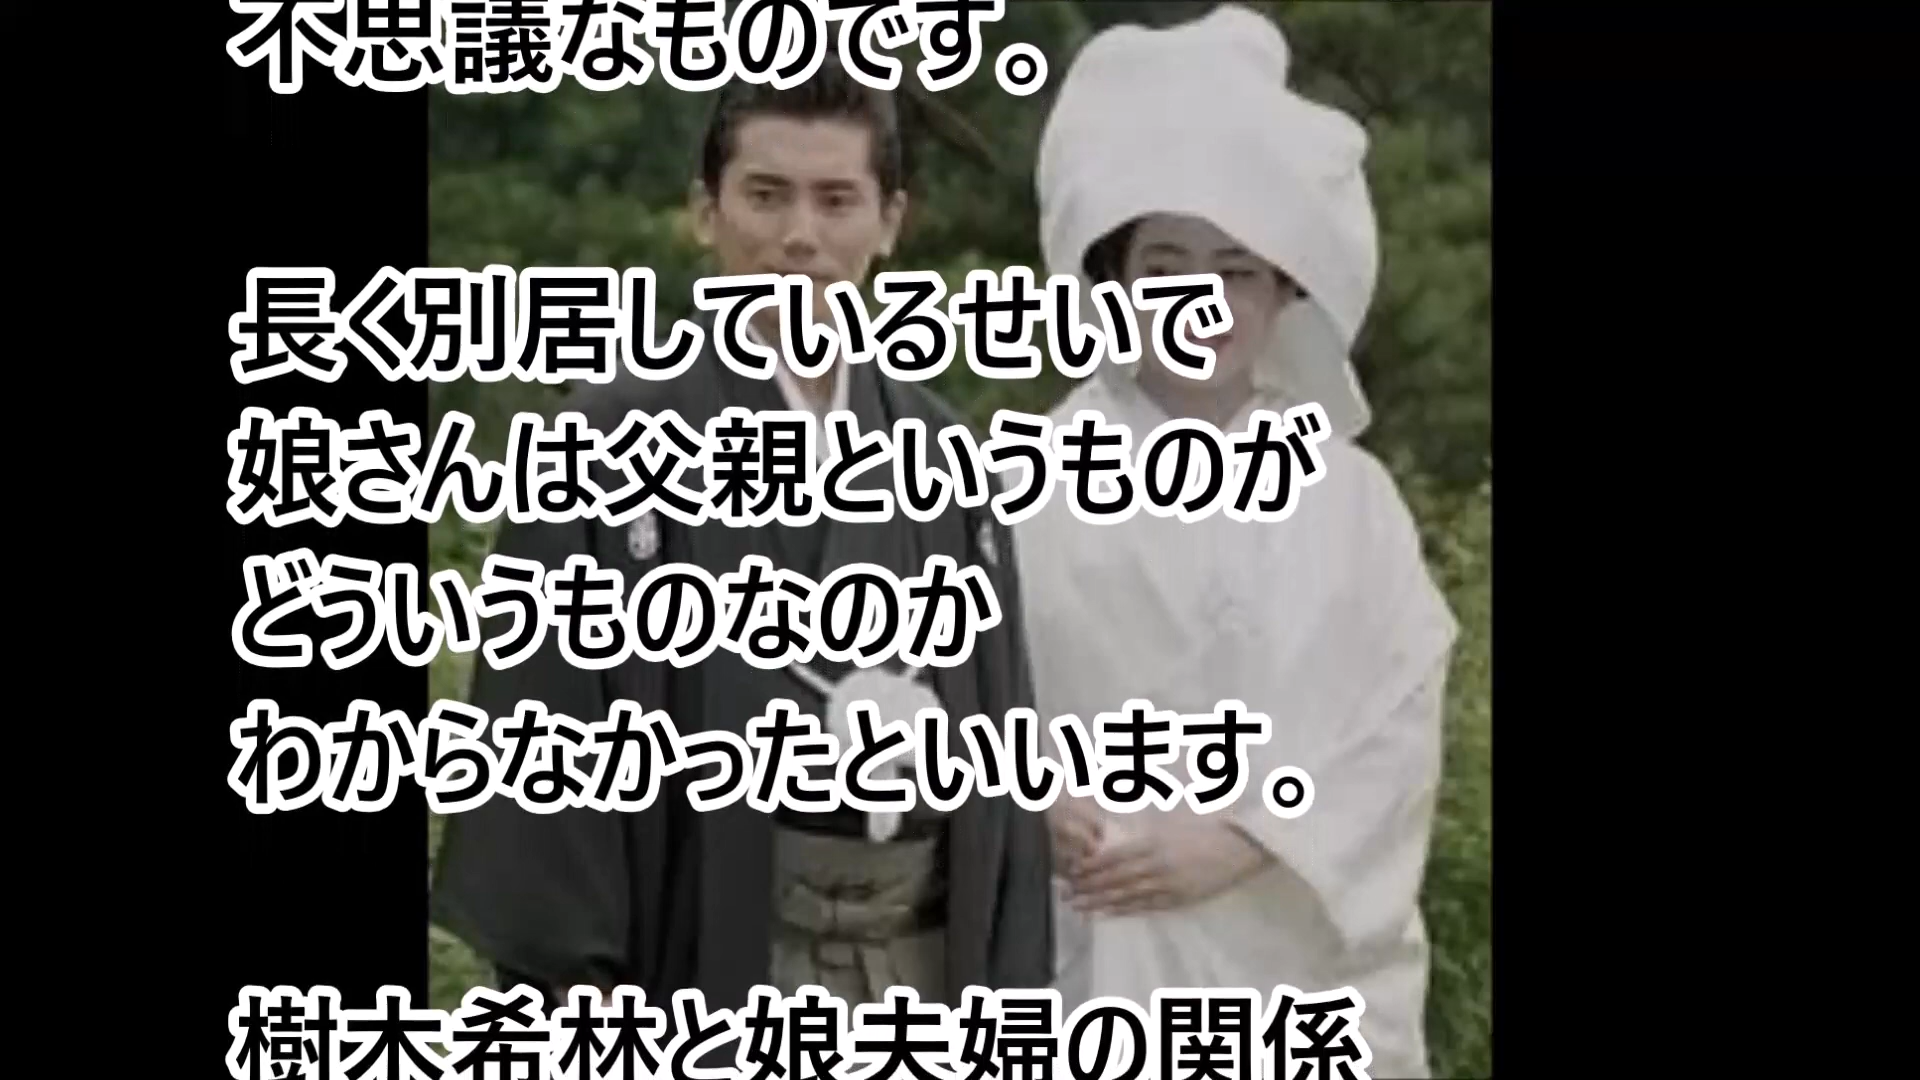 不思議なものです。
長く別居しているせいで
娘さんは父親というものが
どういうものなのか
わからなかったといいます。
樹木希林と娘夫婦の関係